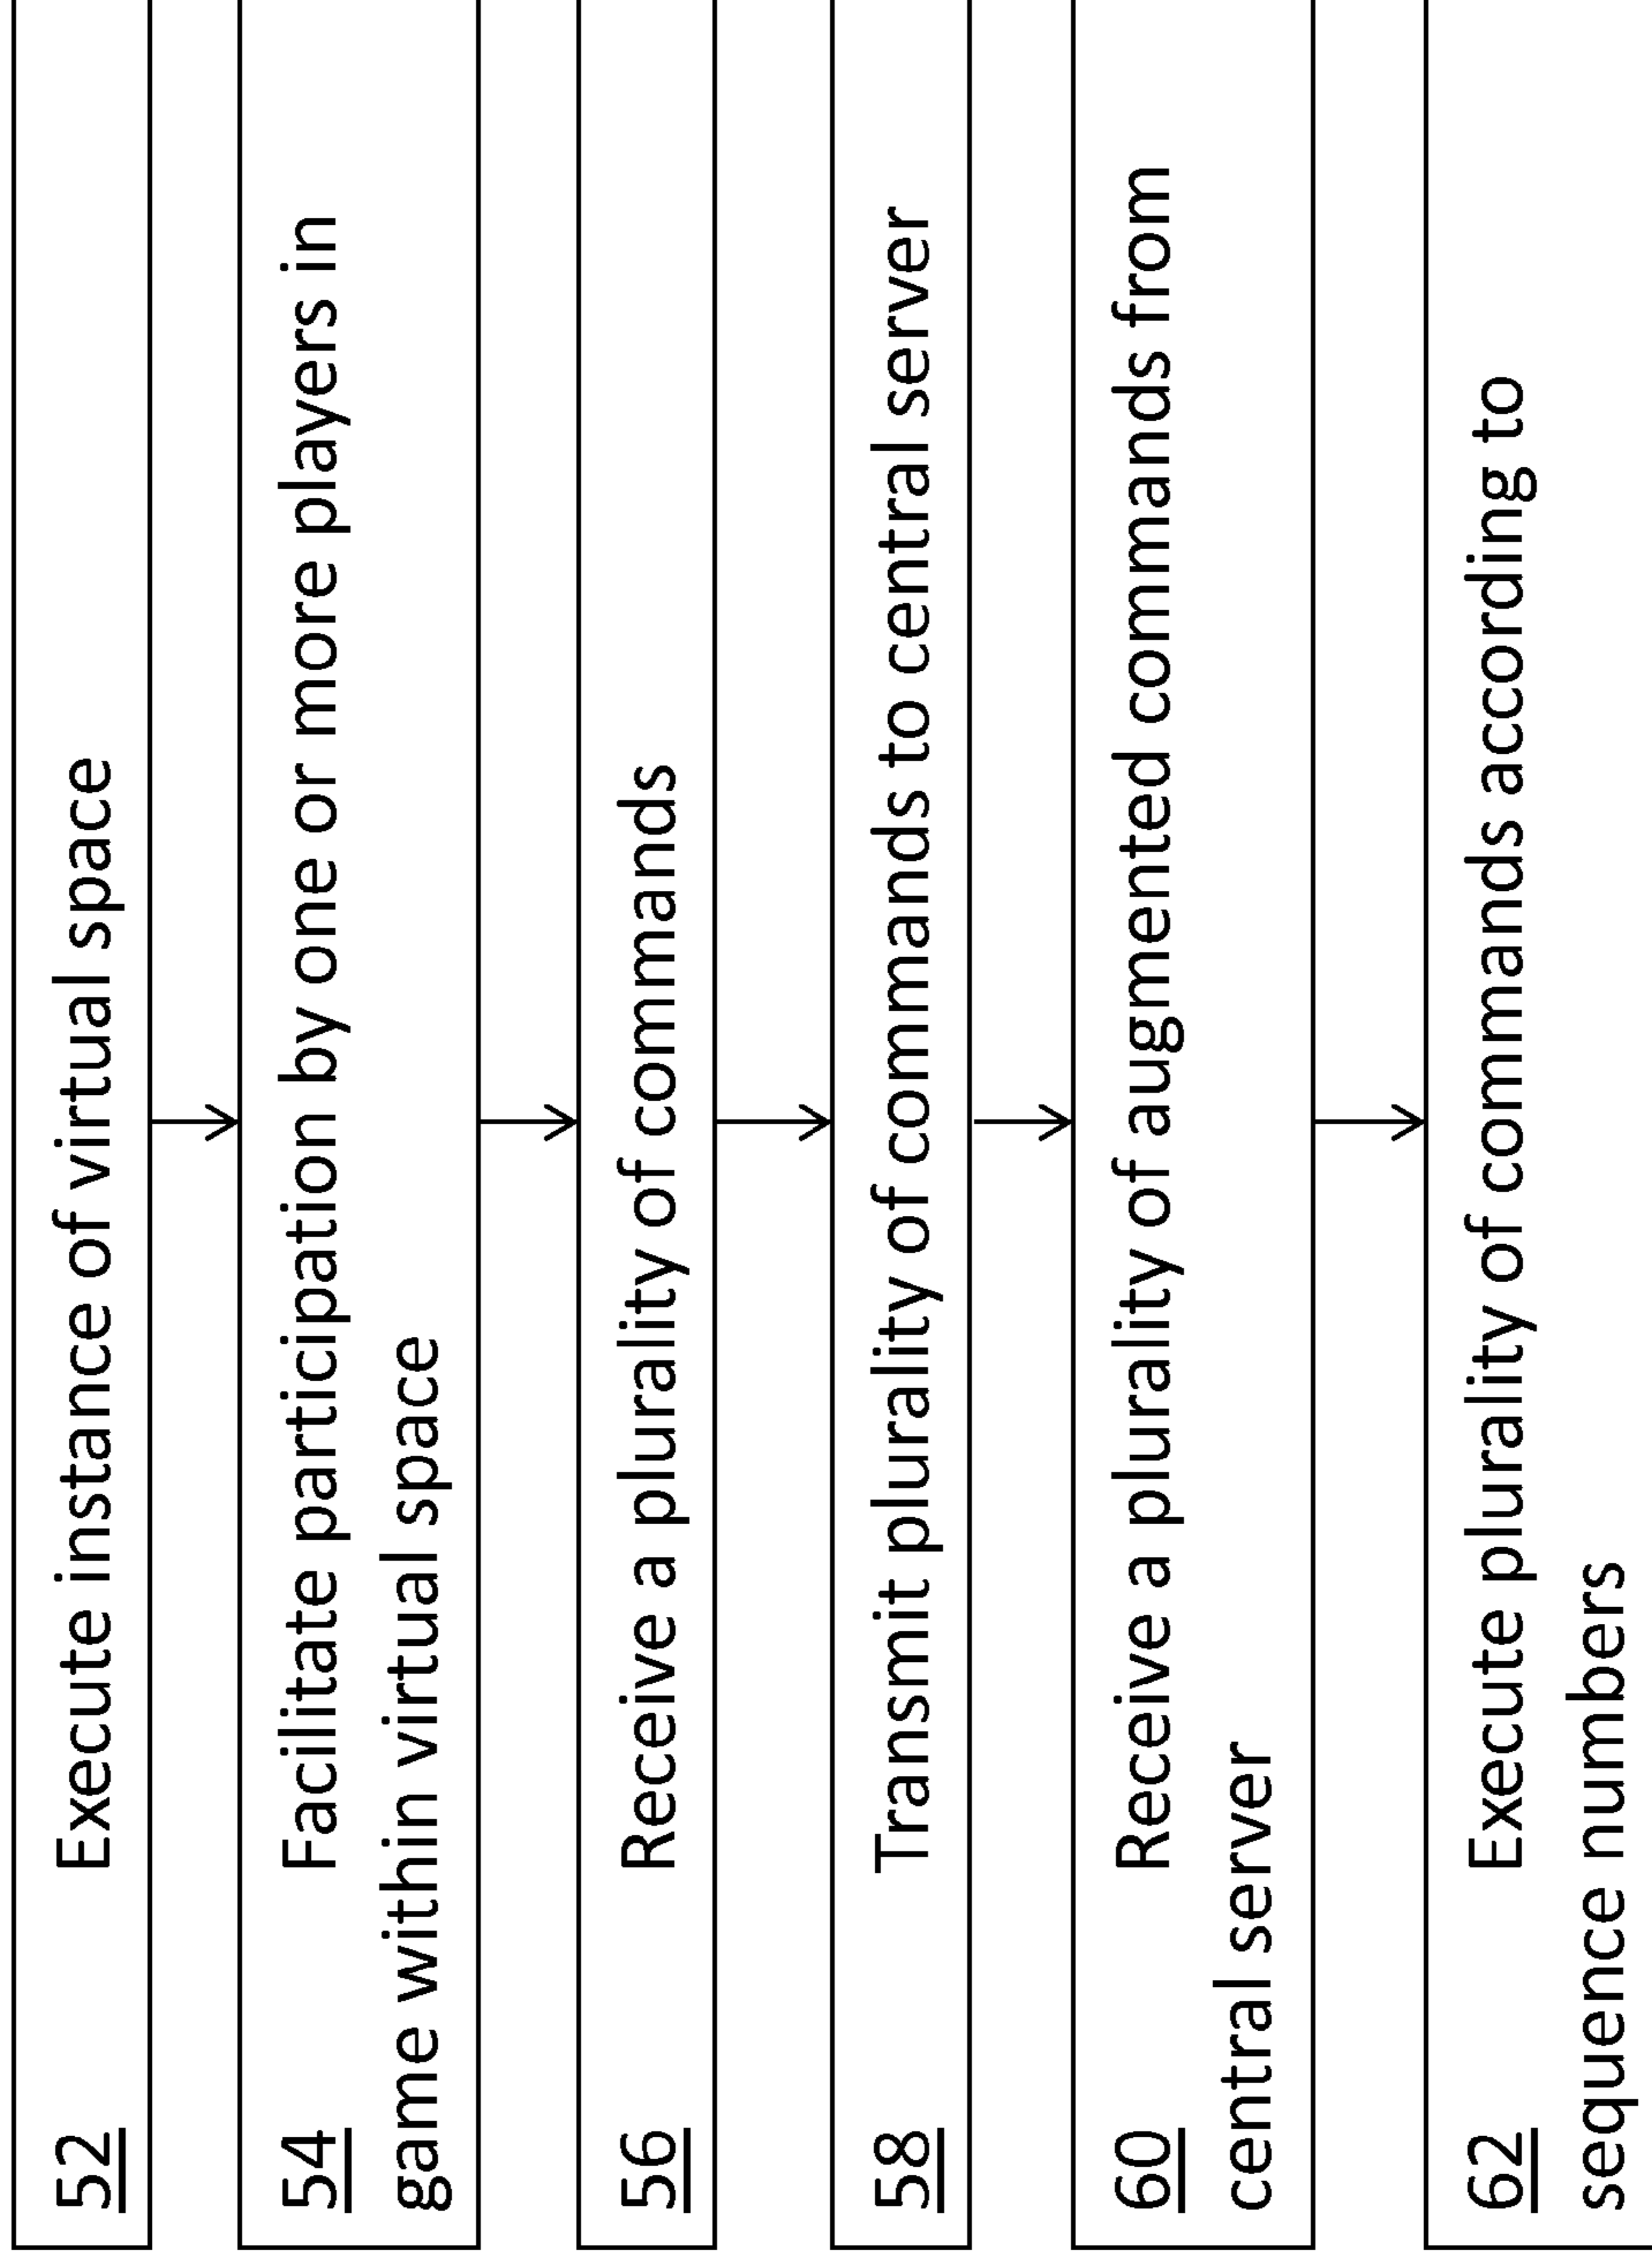 52 Execute instance of virtual space
54 Facilitate participation by one or more players in
game within virtual space
56 Receive a plurality of commands
58 Transmit plurality of commands to central server
60 Receive a plurality of augmented commands from
central server
62 Execute plurality of commands according to
sequence numbers